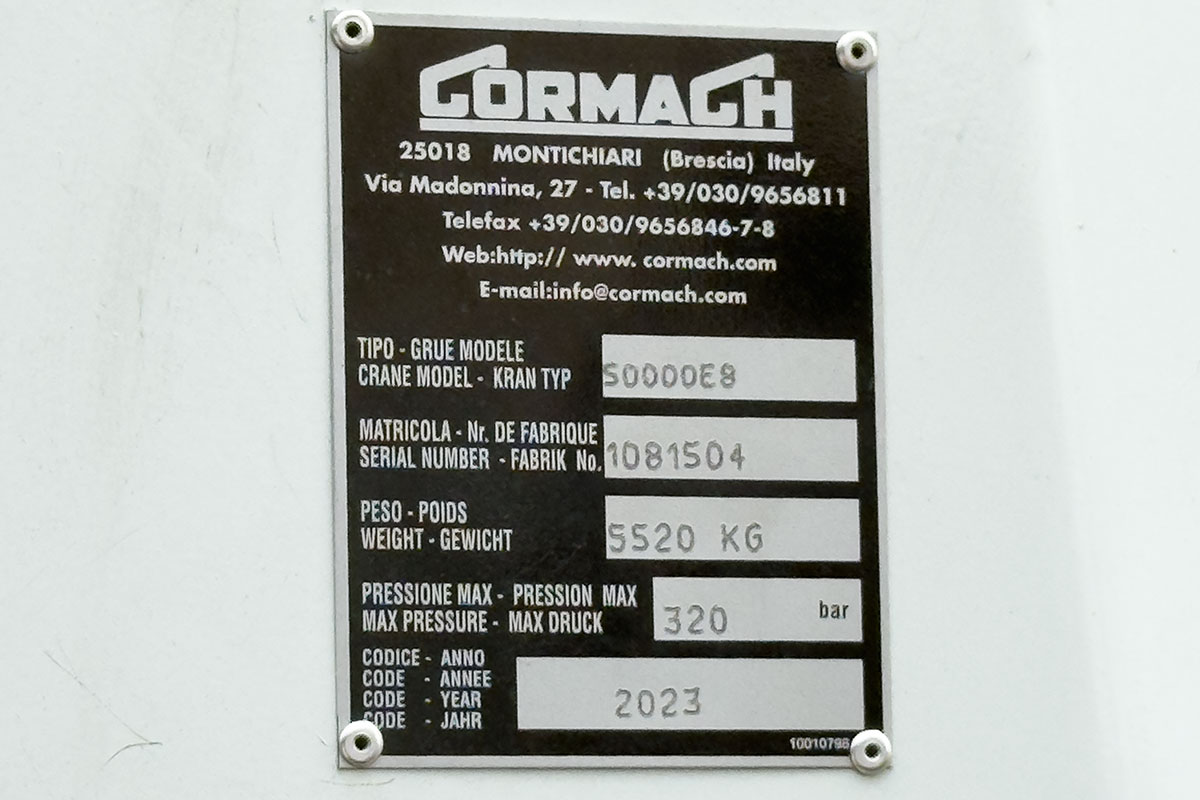 CORMACH
25018 MONTICHIARI (Brescia) Italy
Via Madonnina, 27 - Tel. +39/030/9656811
Telefax +39/030/9656846-7-8
Web:http:// www. cormach.com
E-mail:info@cormach.com
TIPO - GRUE MODELE
CRANE MODEL - KRAN TYP S0000E8
MATRICOLA - Nr. DE FABRIQUE
SERIAL NUMBER - FABRIK No. 1081504
PESO - POIDS
WEIGHT - GEWICHT 5520 KG
PRESSIONE MAX - PRESSION MAX
MAX PRESSURE - MAX DRUCK 320 bar
CODICE - ANNO
CODE - ANNEE
CODE - YEAR 2023
CODE - JAHR